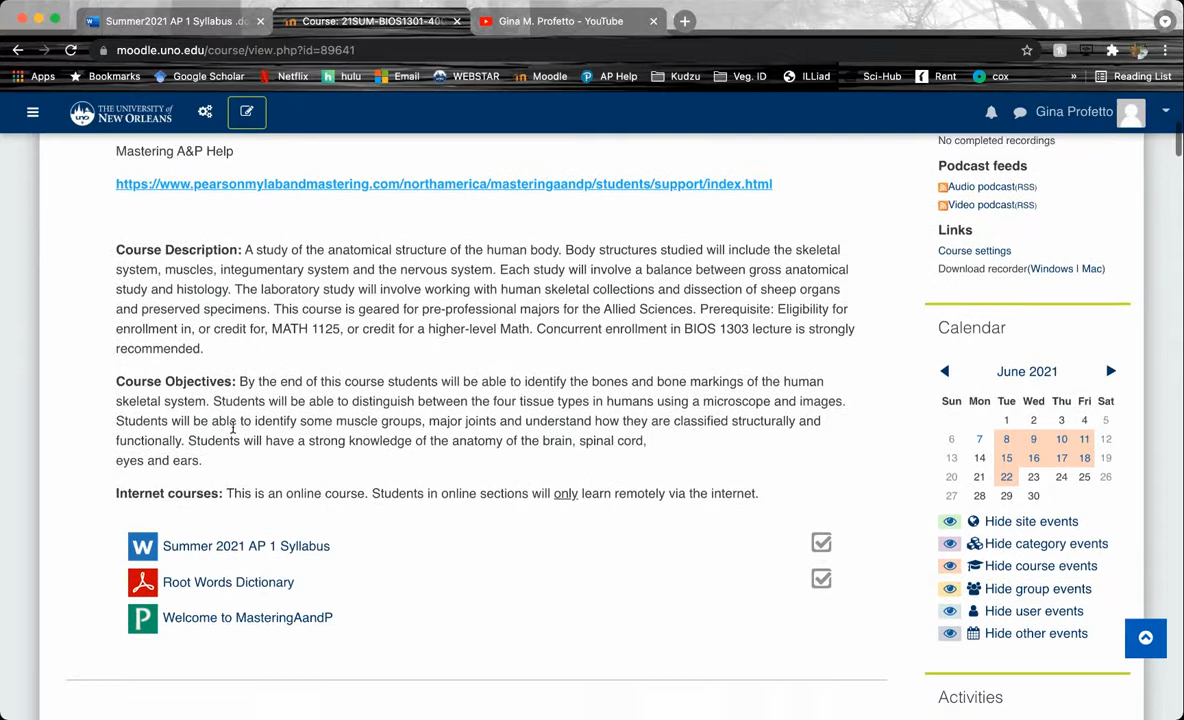 Summer2021 AP 1 Syllabus .do
Course: 21SUM-BIOS1301-40
Gina M. Profetto - YouTube
moodle.uno.edu/course/view.php?id=89641
Apps Bookmarks Google Scholar Netflix hulu Email WEBSTAR Moodle AP Help Kudzu Veg. ID ILLiad Sci-Hub Rent cox » Reading List
THE UNIVERSITY of
NEW ORLEANS
Gina Profetto
Mastering A&P Help
https://www.pearsonmylabandmastering.com/northamerica/masteringaandp/students/support/index.html
Course Description: A study of the anatomical structure of the human body. Body structures studied will include the skeletal
system, muscles, integumentary system and the nervous system. Each study will involve a balance between gross anatomical
study and histology. The laboratory study will involve working with human skeletal collections and dissection of sheep organs
and preserved specimens. This course is geared for pre-professional majors for the Allied Sciences. Prerequisite: Eligibility for
enrollment in, or credit for, MATH 1125, or credit for a higher-level Math. Concurrent enrollment in BIOS 1303 lecture is strongly
recommended.
Course Objectives: By the end of this course students will be able to identify the bones and bone markings of the human
skeletal system. Students will be able to distinguish between the four tissue types in humans using a microscope and images.
Students will be able to identify some muscle groups, major joints and understand how they are classified structurally and
functionally. Students will have a strong knowledge of the anatomy of the brain, spinal cord,
eyes and ears.
Internet courses: This is an online course. Students in online sections will only learn remotely via the internet.
Summer 2021 AP 1 Syllabus
Root Words Dictionary
Welcome to MasteringAandP
No completed recordings
Podcast feeds
Audio podcast(RSS)
Video podcast(RSS)
Links
Course settings
Download recorder(Windows | Mac)
Calendar
June 2021
Sun Mon Tue Wed Thu Fri Sat
1 2 3 4 5
6 7 8 9 10 11 12
13 14 15 16 17 18 19
20 21 22 23 24 25 26
27 28 29 30
Hide site events
Hide category events
Hide course events
Hide group events
Hide user events
Hide other events
Activities